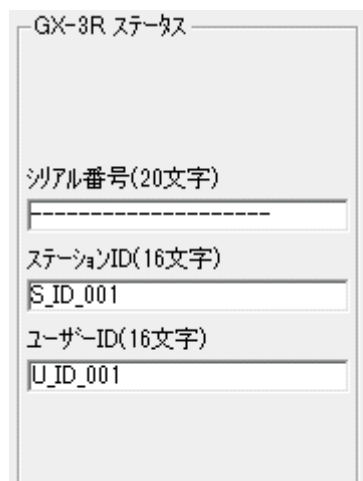 GX-3R ｽﾃｰﾀｽ
ｼﾘｱﾙ番号(20文字)
--------------------
ｽﾃｰｼｮﾝID(16文字)
S_ID_001
ﾕｰｻﾞｰID(16文字)
U_ID_001